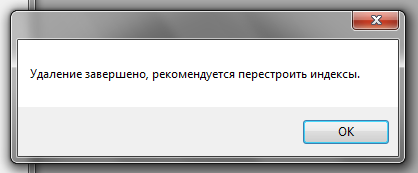 Удаление завершено, рекомендуется перестроить индексы.
OK